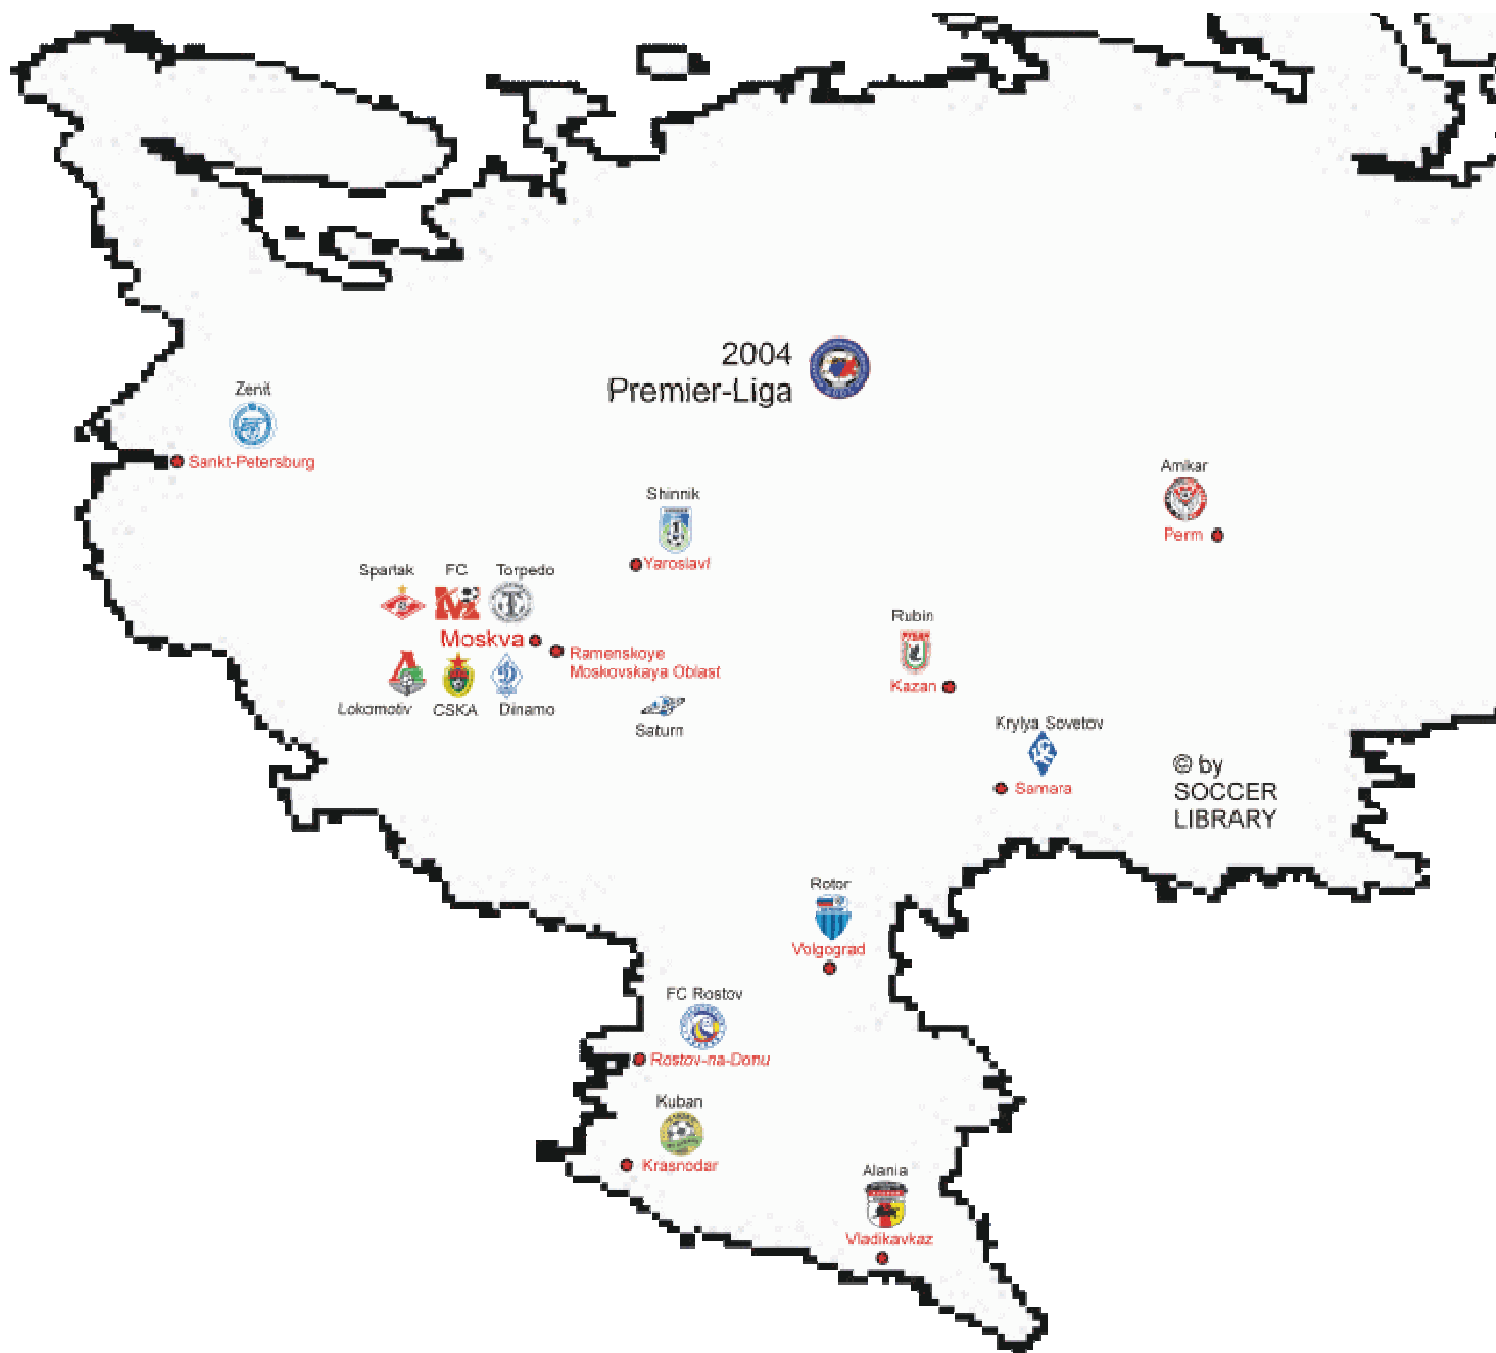 2004
Premier-Liga
Zenit
Sankt-Petersburg
Amikar
Perm
Shinnik
Yaroslavl
Spartak
FC
Torpedo
Moskva
Ramenskoye
Moskovskaya Oblast
Lokomotiv
CSKA
Dinamo
Saturn
Rubin
Kazan
Krylya Sovetov
Samara
© by
SOCCER
LIBRARY
Rotor
Volgograd
FC Rostov
Rostov-na-Donu
Kuban
Krasnodar
Alania
Vladikavkaz